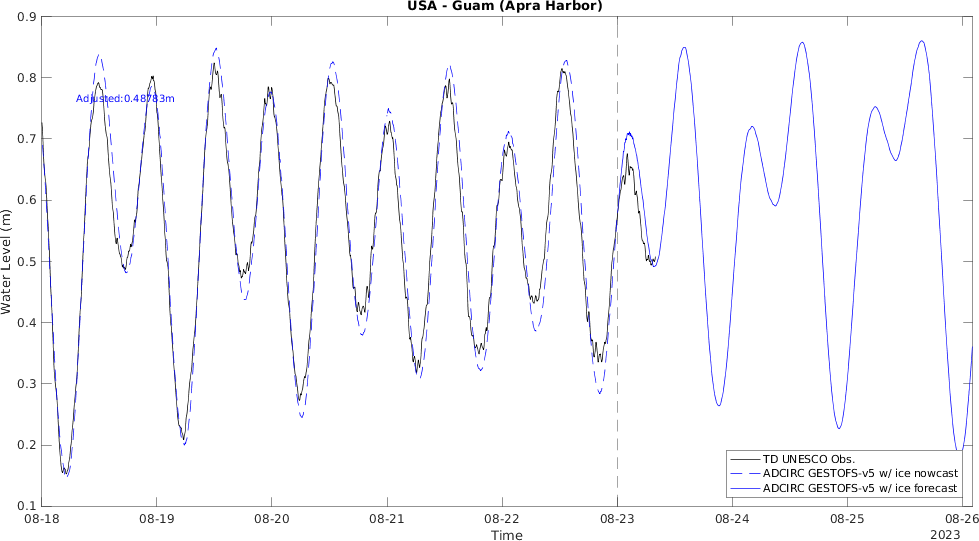 USA - Guam (Apra Harbor)
0.9
0.8
Adjusted:0.48783m
0.7
0.6
0.5
0.4
0.3
0.2
0.1
Water Level (m)
TD UNESCO Obs.
ADCIRC GESTOFS-v5 w/ ice nowcast
ADCIRC GESTOFS-v5 w/ ice forecast
08-18 08-19 08-20 08-21 08-22 08-23 08-24 08-25 08-26
Time
2023